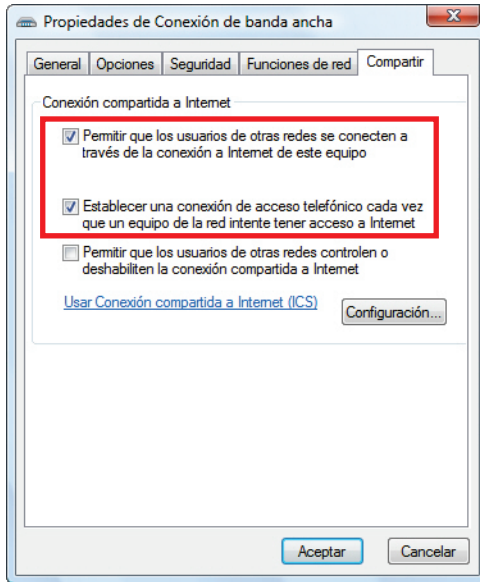 Propiedades de Conexión de banda ancha
General Opciones Seguridad Funciones de red Compartir
Conexión compartida a Internet
Permitir que los usuarios de otras redes se conecten a
través de la conexión a Internet de este equipo
Establecer una conexión de acceso telefónico cada vez
que un equipo de la red intente tener acceso a Internet
Permitir que los usuarios de otras redes controlen o
deshabiliten la conexión compartida a Internet
Usar Conexión compartida a Internet (ICS)
Configuración...
Aceptar Cancelar